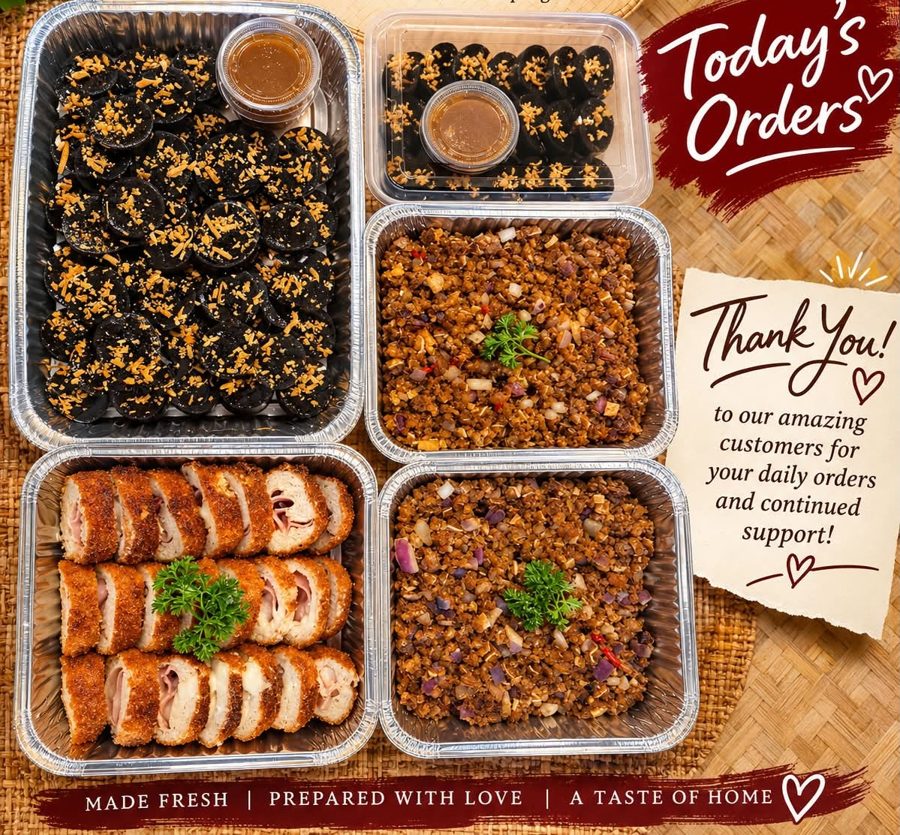 Today's
Orders
Thank You!
to our amazing
customers for
your daily orders
and continued
support!
MADE FRESH | PREPARED WITH LOVE | A TASTE OF HOME